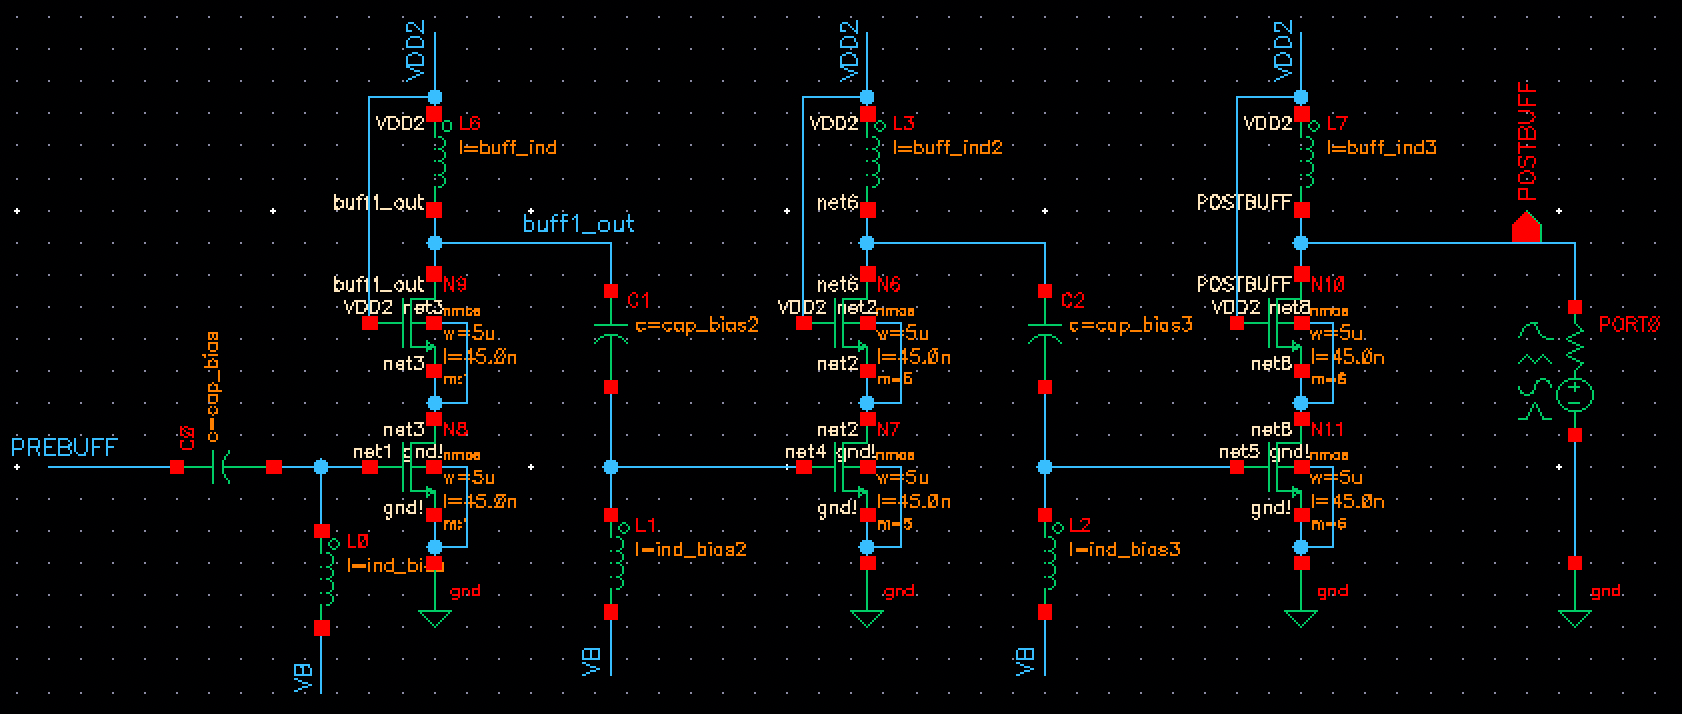 VDD2
VDD2
L6
l=buff_ind
buff1_out
buff1_out
buff1_out
N9
VDD2
net3
nmos
w=5u
l=45.0n
net3
C1
c=cap_bias2
c=cap_bias
C0
PREBUFF
net3
N8
net1
gnd!
nmos
w=5u
l=45.0n
gnd!
L0
gnd
VB
L1
l=ind_bias2
VB
VDD2
VDD2
L3
l=buff_ind2
net6
net6
N6
VDD2
net2
nmos
w=5u
l=45.0n
m=6
net2
C2
c=cap_bias3
net2
N7
net4
gnd!
nmos
w=5u
l=45.0n
gnd!
gnd
L2
l=ind_bias3
VB
VDD2
VDD2
L7
l=buff_ind3
POSTBUFF
POSTBUFF
POSTBUFF
N10
VDD2
nmos
w=5u
l=45.0n
m=6
N11
net5
gnd!
nmos
w=5u
l=45.0n
m=6
gnd!
gnd
PORT0
gnd